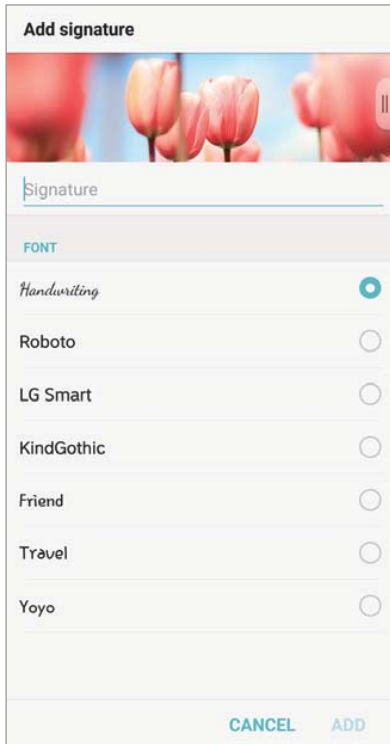 Add signature
Signature
FONT
Handwriting
Roboto
LG Smart
KindGothic
Friend
Travel
Yoyo
CANCEL ADD